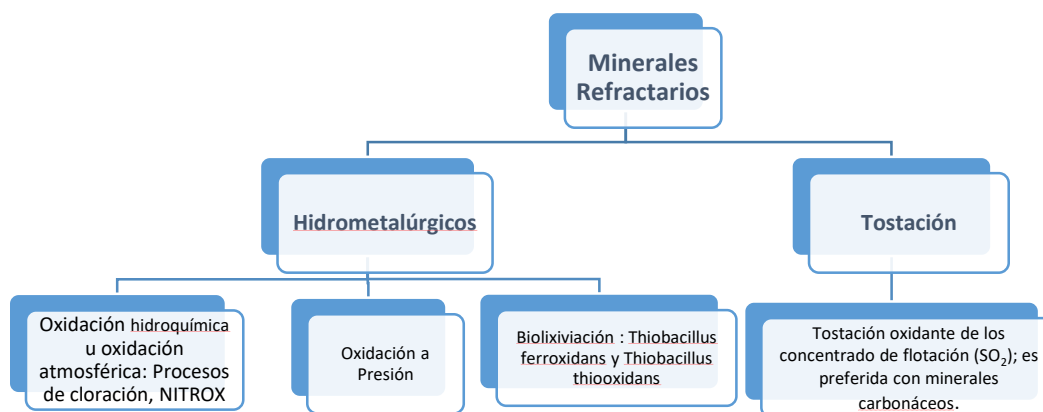 Minerales
Refractarios
Hidrometalúrgicos
Tostación
Oxidación hidroquímica
u oxidación
atmosférica: Procesos
de cloración, NITROX
Oxidación a
Presión
Biolixiviación : Thiobacillus
ferroxidans y Thiobacillus
thiooxidans
Tostación oxidante de los
concentrado de flotación (SO₂); es
preferida con minerales
carbonáceos.